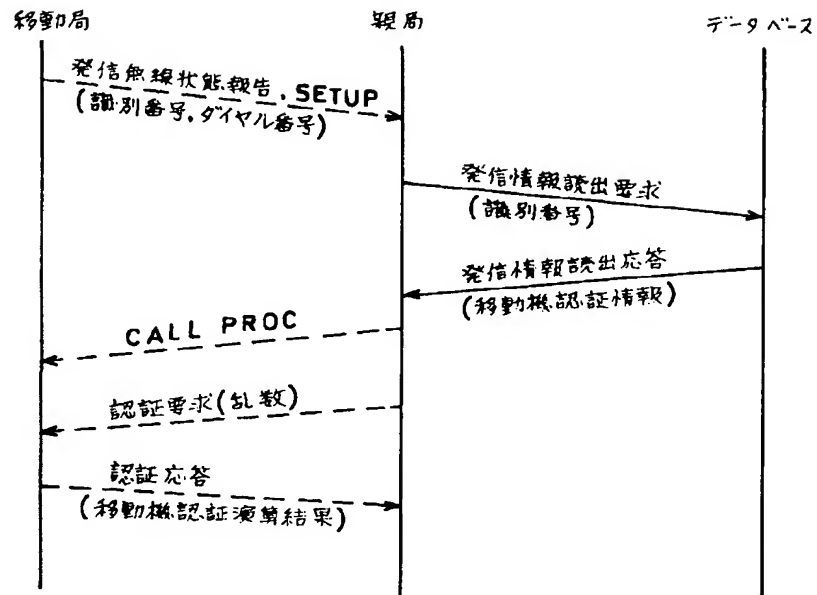 移動局
親局
データベース
発信無線状態報告, SETUP
(識別番号,ダイヤル番号)
発信情報読出要求
(識別番号)
発信情報読出応答
(移動機認証情報)
CALL PROC
認証要求(乱数)
認証応答
(移動機認証演算結果)